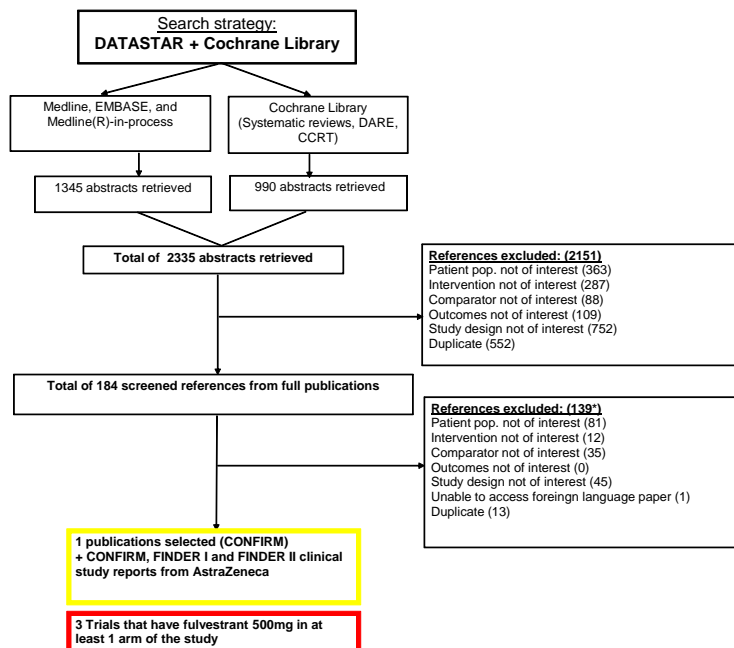 Search strategy:
DATASTAR + Cochrane Library
Medline, EMBASE, and
Medline(R)-in-process
Cochrane Library
(Systematic reviews, DARE,
CCRT)
1345 abstracts retrieved
990 abstracts retrieved
Total of 2335 abstracts retrieved
References excluded: (2151)
Patient pop. not of interest (363)
Intervention not of interest (287)
Comparator not of interest (88)
Outcomes not of interest (109)
Study design not of interest (752)
Duplicate (552)
Total of 184 screened references from full publications
References excluded: (139*)
Patient pop. not of interest (81)
Intervention not of interest (12)
Comparator not of interest (35)
Outcomes not of interest (0)
Study design not of interest (45)
Unable to access foreingn language paper (1)
Duplicate (13)
1 publications selected (CONFIRM)
+ CONFIRM, FINDER I and FINDER II clinical
study reports from AstraZeneca
3 Trials that have fulvestrant 500mg in at
least 1 arm of the study